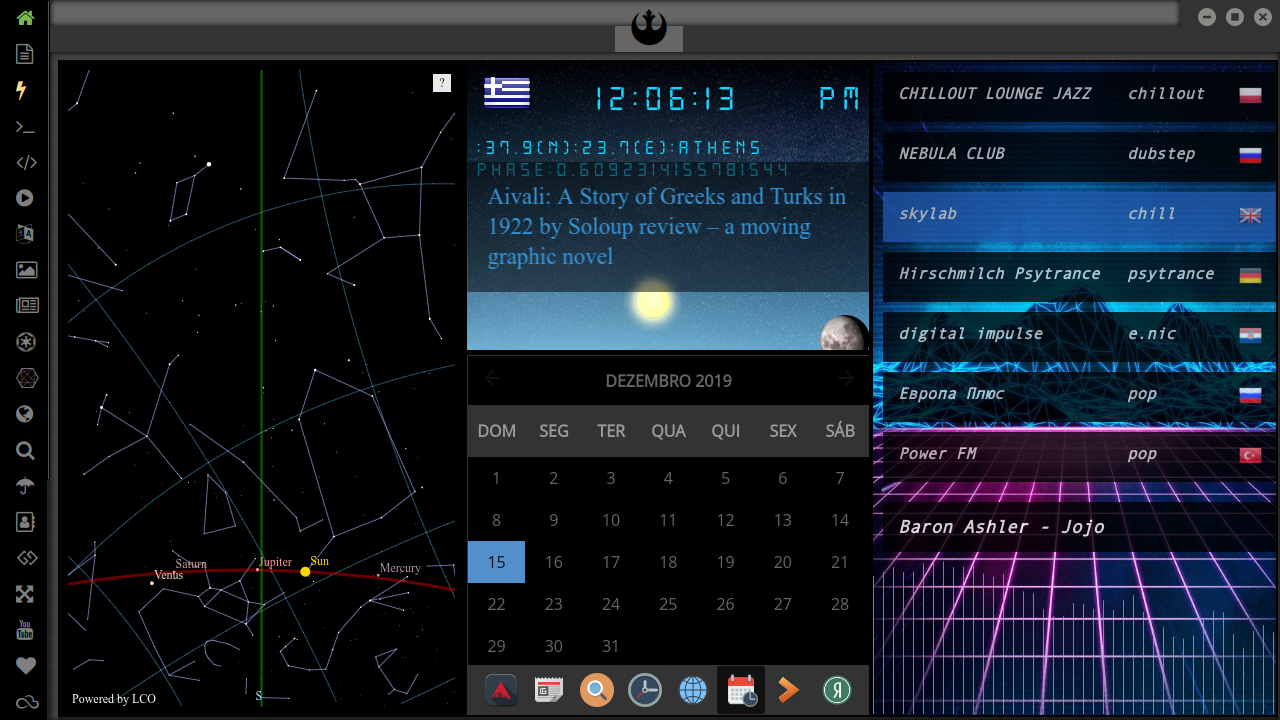 ?
12:06:13 PM
:37.9(N):23.7(E):ATHENS
PHASE:0.6092314155781544
Aivali: A Story of Greeks and Turks in
1922 by Soloup review – a moving
graphic novel
DEZEMBRO 2019
DOM SEG TER QUA QUI SEX SÁB
1 2 3 4 5 6 7
8 9 10 11 12 13 14
15 16 17 18 19 20 21
22 23 24 25 26 27 28
29 30 31
CHILLOUT LOUNGE JAZZ chillout
NEBULA CLUB dubstep
skylab chill
Hirschmilch Psytrance psytrance
digital impulse e.nic
Европа Плюс pop
Power FM pop
Baron Ashler - Jojo
Saturn
Venus
Jupiter
Sun
Mercury
S
Powered by LCO
You
Tube
Я